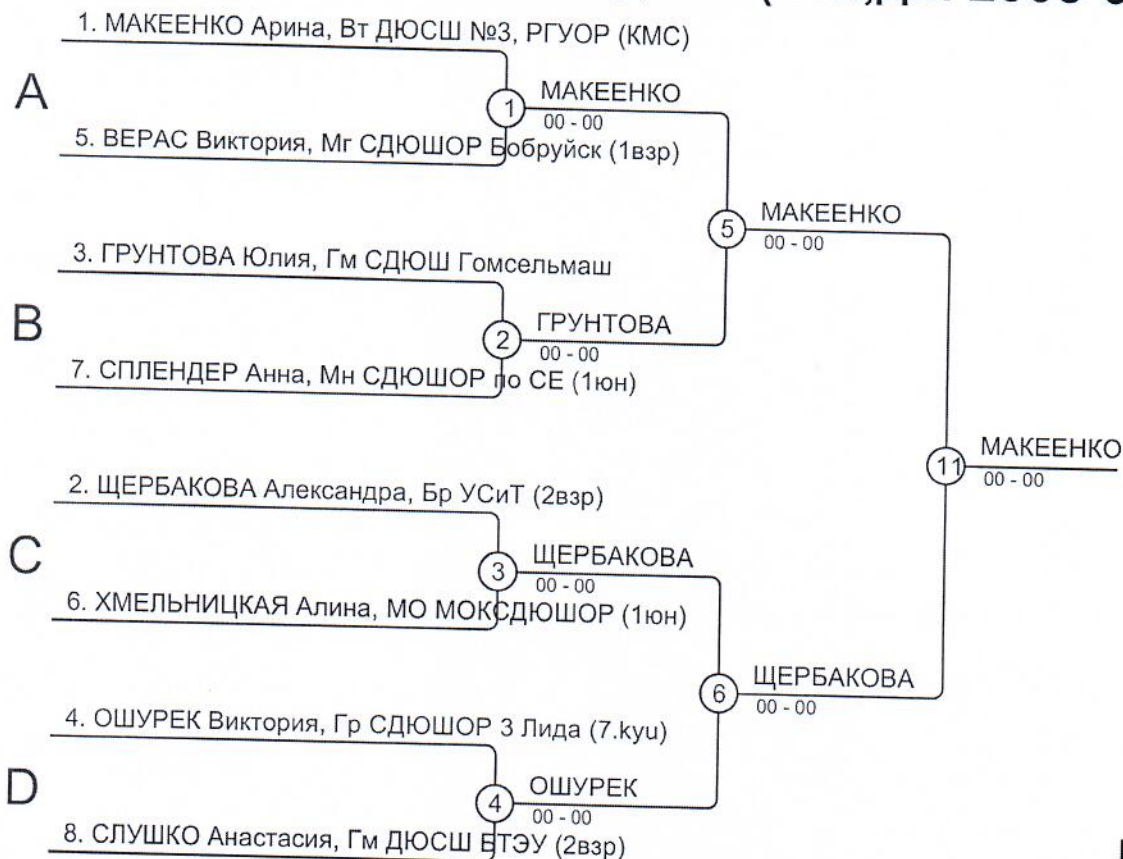 1. МАКЕЕНКО Арина, Вт ДЮСШ №3, РГУОР (КМС)
A
1
МАКЕЕНКО
00 - 00
5. ВЕРАС Виктория, Мг СДЮШОР Бобруйск (1взр)
5
МАКЕЕНКО
00 - 00
3. ГРУНТОВА Юлия, Гм СДЮШ Гомсельмаш
B
2
ГРУНТОВА
00 - 00
7. СПЛЕНДЕР Анна, Мн СДЮШОР по СЕ (1юн)
11
МАКЕЕНКО
00 - 00
2. ЩЕРБАКОВА Александра, Бр УСиТ (2взр)
C
3
ЩЕРБАКОВА
00 - 00
6. ХМЕЛЬНИЦКАЯ Алина, МО МОКСДЮШОР (1юн)
6
ЩЕРБАКОВА
00 - 00
4. ОШУРЕК Виктория, Гр СДЮШОР 3 Лида (7.kyu)
D
4
ОШУРЕК
00 - 00
8. СЛУШКО Анастасия, Гм ДЮСШ БТЭУ (2взр)